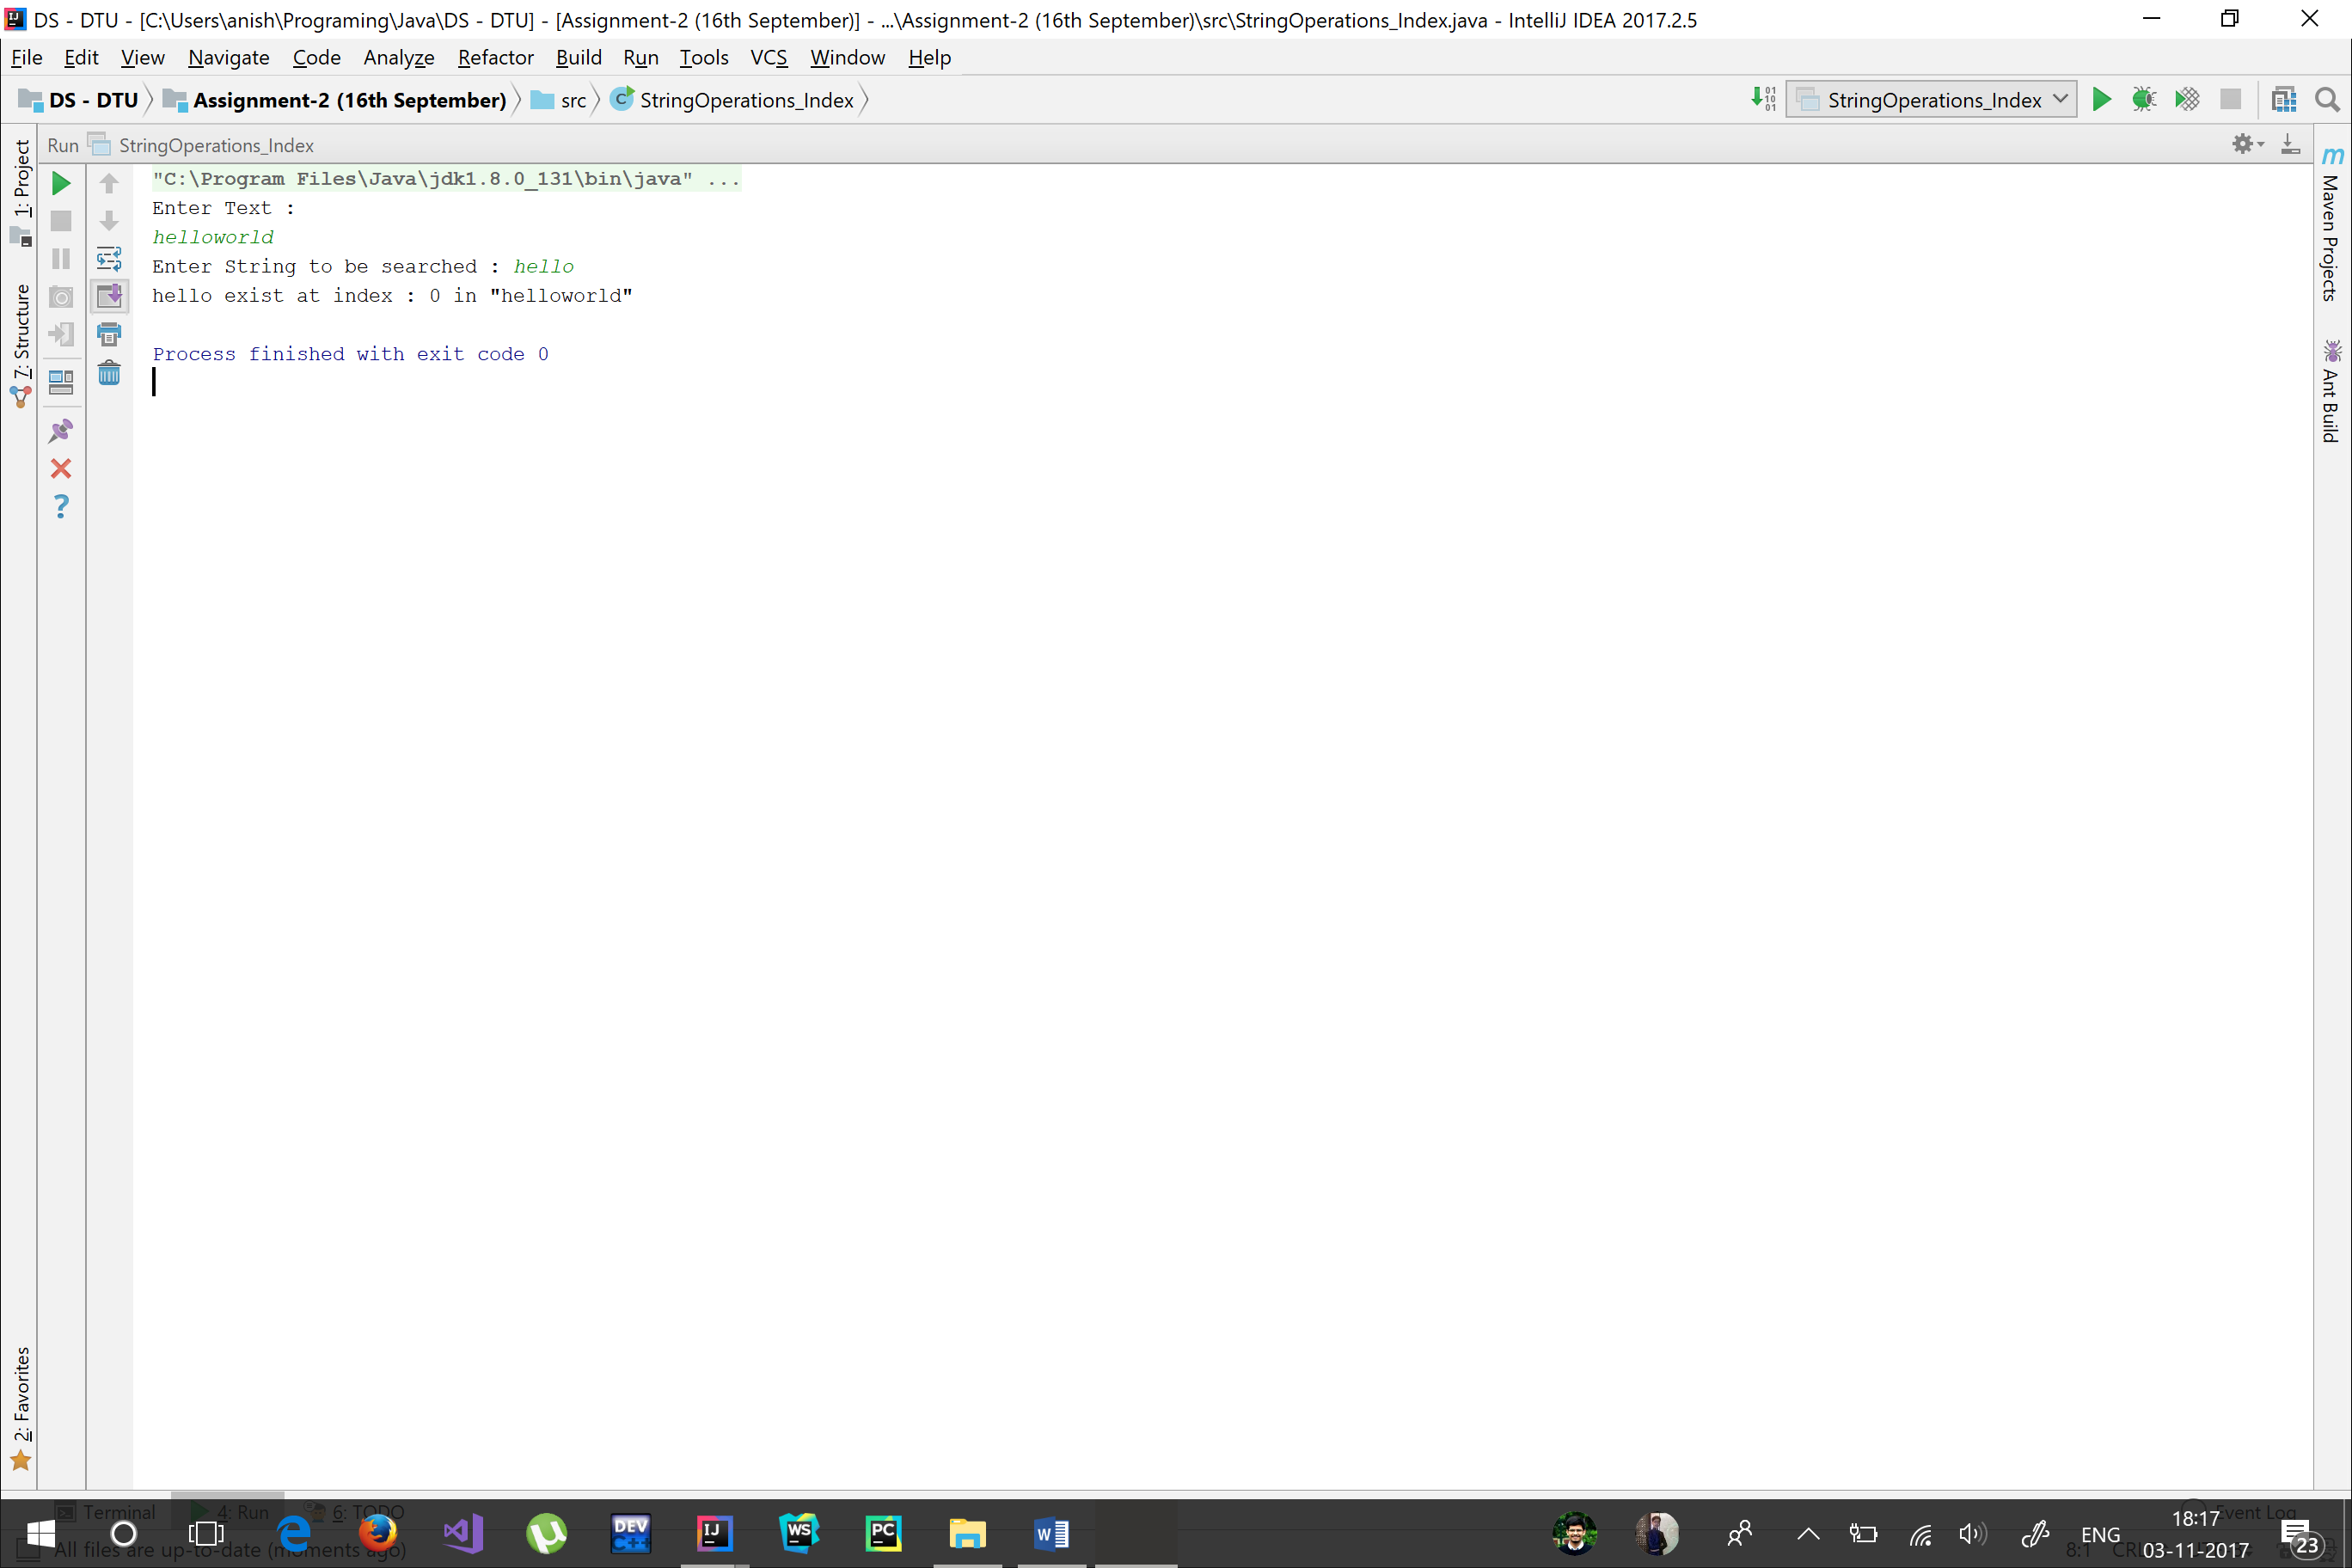 DS - DTU - [C:\Users\anish\Programing\Java\DS - DTU] - [Assignment-2 (16th September)] - ...\Assignment-2 (16th September)\src\StringOperations_Index.java - IntelliJ IDEA 2017.2.5
File Edit View Navigate Code Analyze Refactor Build Run Tools VCS Window Help
DS - DTU Assignment-2 (16th September) src StringOperations_Index StringOperations_Index
Run StringOperations_Index
1: Project
7: Structure
2: Favorites
"C:\Program Files\Java\jdk1.8.0_131\bin\java" ...
Enter Text :
helloworld
Enter String to be searched : hello
hello exist at index : 0 in "helloworld"
Process finished with exit code 0
Maven Projects
Ant Build
Terminal 4: Run 6: TODO Event Log
All files are up-to-date (moments ago) 8:1
DEV C++ IJ WS PC
ENG
18:17
03-11-2017
23